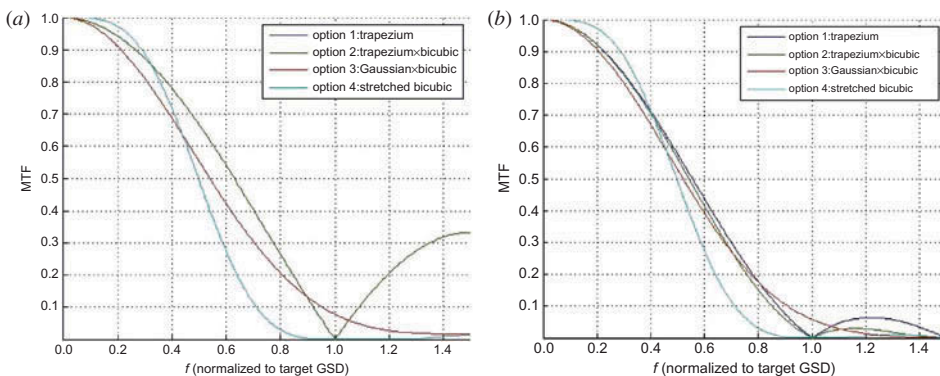 (a)
1.0
0.9
0.8
0.7
0.6
0.5
0.4
0.3
0.2
0.1
MTF
option 1:trapezium
option 2:trapezium×bicubic
option 3:Gaussian×bicubic
option 4:stretched bicubic
0.0 0.2 0.4 0.6 0.8 1.0 1.2 1.4
f (normalized to target GSD)
(b)
1.0
0.9
0.8
0.7
0.6
0.5
0.4
0.3
0.2
0.1
MTF
option 1:trapezium
option 2:trapezium×bicubic
option 3:Gaussian×bicubic
option 4:stretched bicubic
0.0 0.2 0.4 0.6 0.8 1.0 1.2 1.4
f (normalized to target GSD)